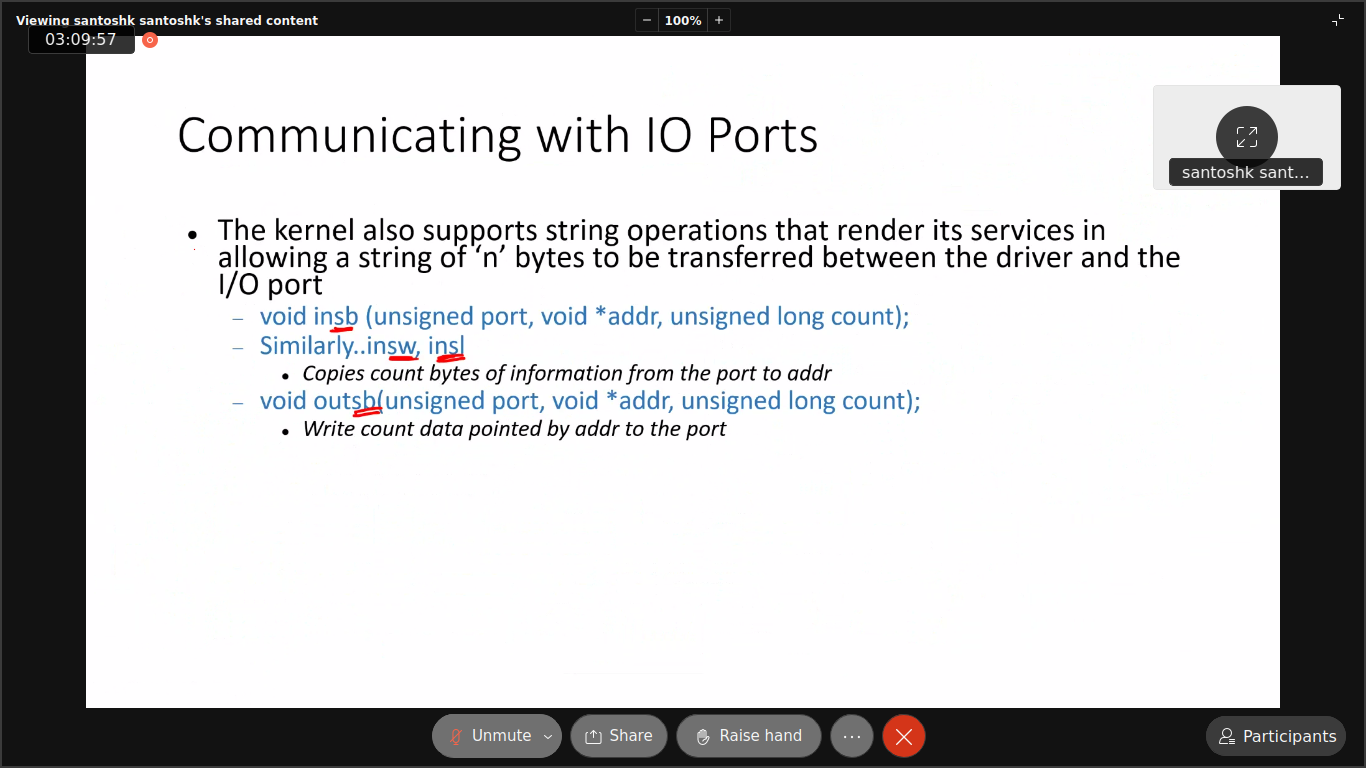 Viewing santoshk santoshk's shared content
− 100% +
03:09:57
santoshk sant...
Communicating with IO Ports
• The kernel also supports string operations that render its services in
allowing a string of ‘n’ bytes to be transferred between the driver and the
I/O port
– void insb (unsigned port, void *addr, unsigned long count);
– Similarly..insw, insl
• Copies count bytes of information from the port to addr
– void outsb(unsigned port, void *addr, unsigned long count);
• Write count data pointed by addr to the port
Unmute Share Raise hand ... Participants